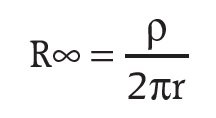 R∞ = ρ / 2πr